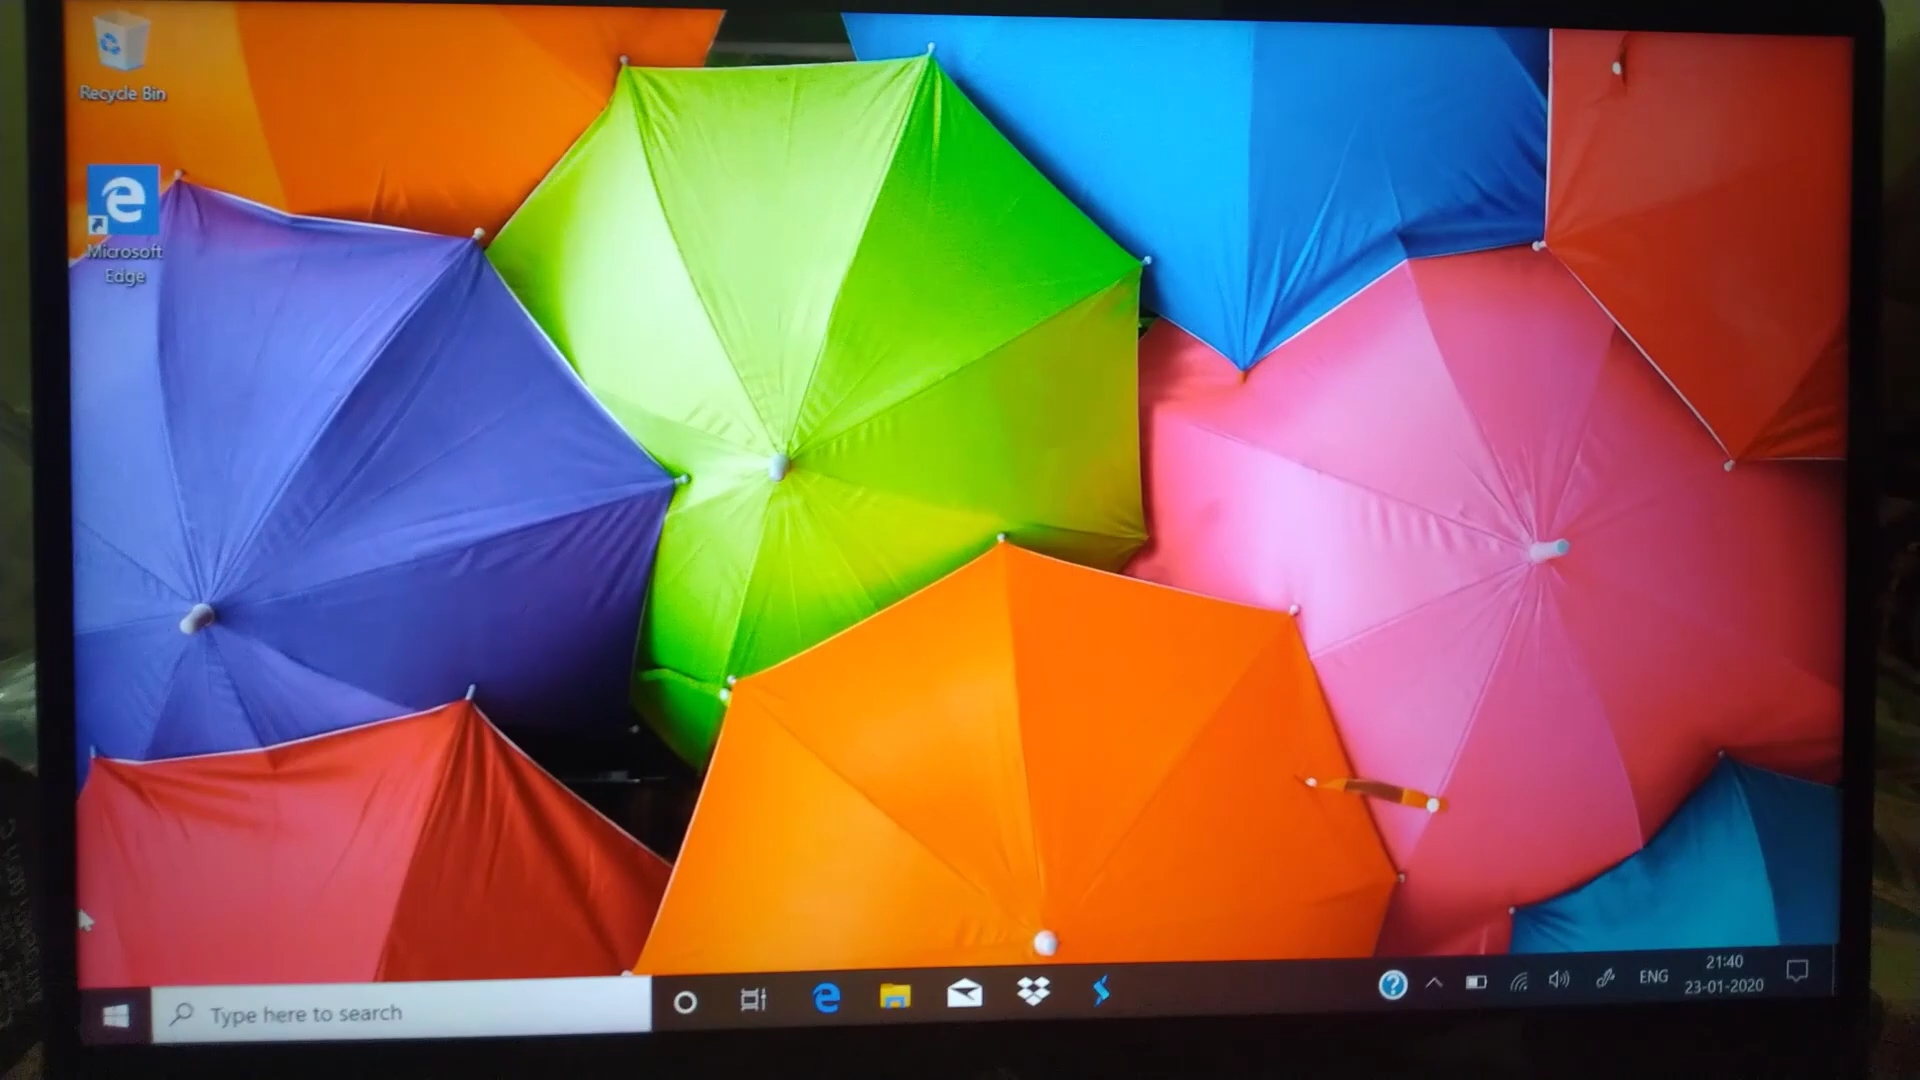 Recycle Bin
Microsoft
Edge
Type here to search
ENG
21:40
23-01-2020